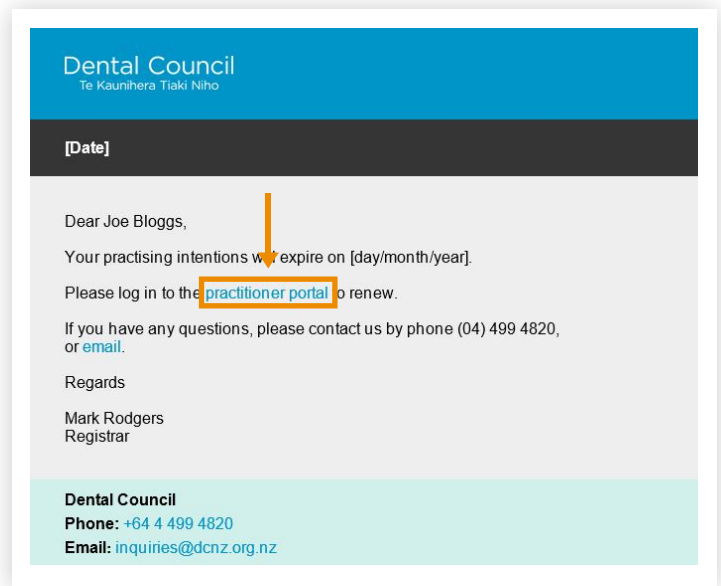 Dental Council
Te Kaunihera Tiaki Niho
[Date]
Dear Joe Bloggs,
Your practising intentions will expire on [day/month/year].
Please log in to the practitioner portal to renew.
If you have any questions, please contact us by phone (04) 499 4820,
or email.
Regards
Mark Rodgers
Registrar
Dental Council
Phone: +64 4 499 4820
Email: inquiries@dcnz.org.nz